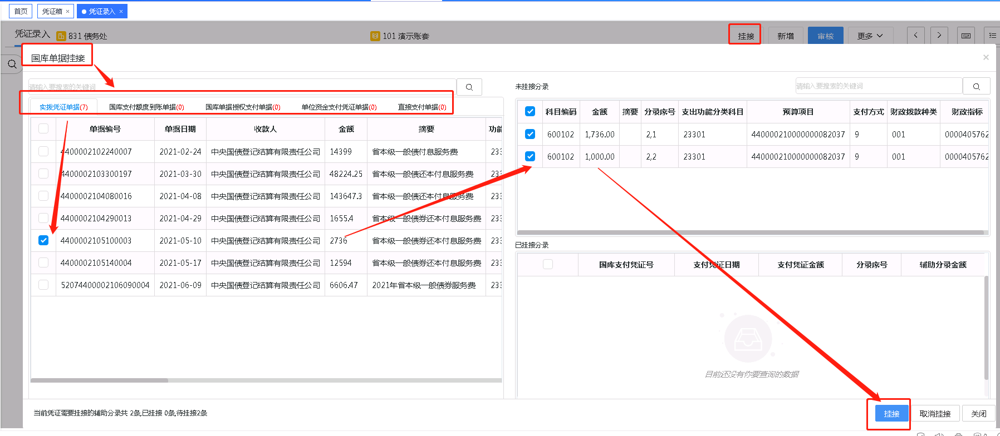 首页 凭证箱 × 凭证录入 ×
凭证录入 831 债务处 101 演示账套 挂接 新增 审核 更多
国库单据挂接 ×
请输入要搜索的关键词 未挂接分录 请输入要搜索的关键词
实拨凭证单据(7) 国库支付额度到账单据(0) 国库单据授权支付单据(0) 单位资金支付凭证单据(0) 直接支付单据(0)
单据编号 单据日期 收款人 金额 摘要 功能
4400002102240007 2021-02-24 中央国债登记结算有限责任公司 14399 省本级一般债付息服务费 233
4400002103300197 2021-03-30 中央国债登记结算有限责任公司 48224.25 省本级一般债还本付息服务费 233
4400002104080016 2021-04-08 中央国债登记结算有限责任公司 143647.3 省本级一般债还本付息服务费 233
4400002104290013 2021-04-29 中央国债登记结算有限责任公司 1655.4 省本级一般债券还本付息服务费 233
4400002105100003 2021-05-10 中央国债登记结算有限责任公司 2736 省本级一般债券还本付息服务费 233
4400002105140004 2021-05-17 中央国债登记结算有限责任公司 12594 省本级一般债券还本付息服务费 233
52074400002106090004 2021-06-09 中央国债登记结算有限责任公司 6606.47 2021年省本级一般债券服务费 233
科目编码 金额 摘要 分录序号 支出功能分类科目 预算项目 支付方式 财政拨款种类 财政指标
600102 1,736.00 2,1 23301 440000210000000082037 9 001 0000405762
600102 1,000.00 2,2 23301 440000210000000082037 9 001 0000405762
已挂接分录
国库支付凭证号 支付凭证日期 支付凭证金额 分录序号 辅助分录金额
目前还没有你要查询的数据
当前凭证需要挂接的辅助分录共 2条,已挂接 0条,待挂接2条 挂接 取消挂接 关闭